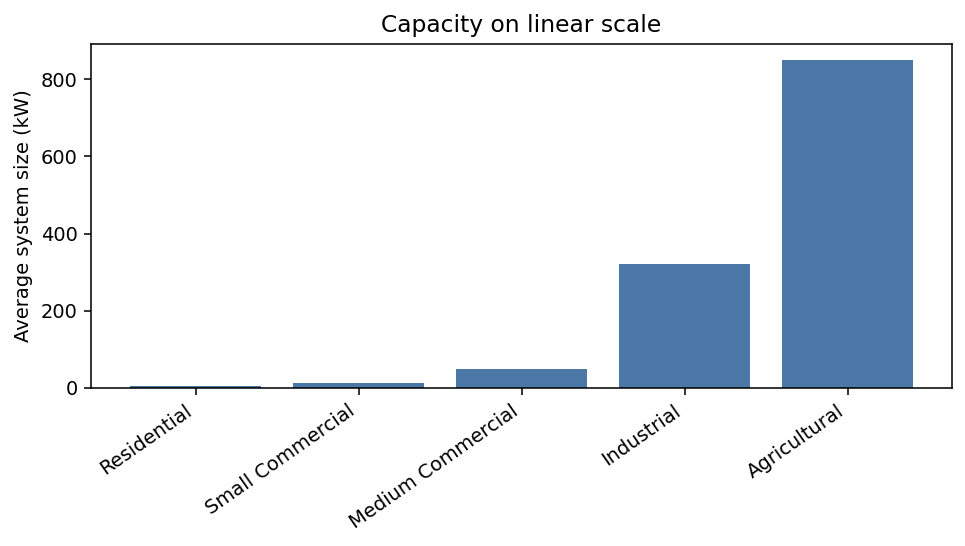 Capacity on linear scale
Average system size (kW)
800
600
400
200
0
Residential
Small Commercial
Medium Commercial
Industrial
Agricultural